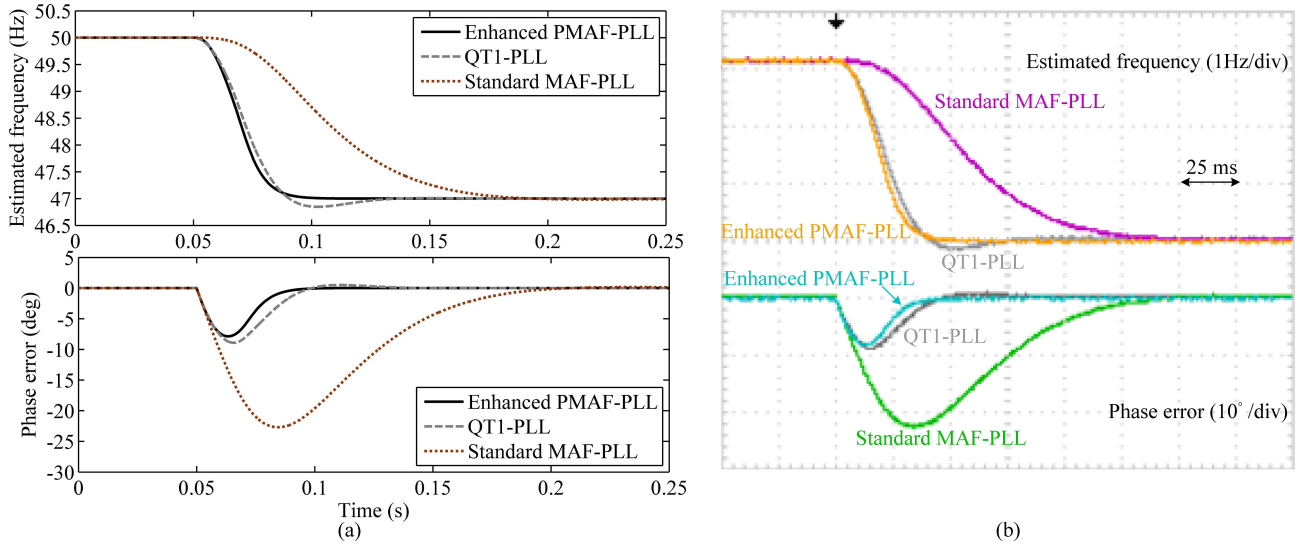 Estimated frequency (Hz)
50
49.5
49
48.5
48
47.5
47
46.5
Enhanced PMAF-PLL
QT1-PLL
Standard MAF-PLL
0
0.05
0.1
0.15
0.2
0.25
Phase error (deg)
5
0
-5
-10
-15
-20
-25
-30
Enhanced PMAF-PLL
QT1-PLL
Standard MAF-PLL
0
0.05
0.1
0.15
0.2
0.25
Time (s)
(a)
Estimated frequency (1Hz/div)
Standard MAF-PLL
25 ms
Enhanced PMAF-PLL
QT1-PLL
Enhanced PMAF-PLL
QT1-PLL
Phase error (10°/div)
Standard MAF-PLL
(b)